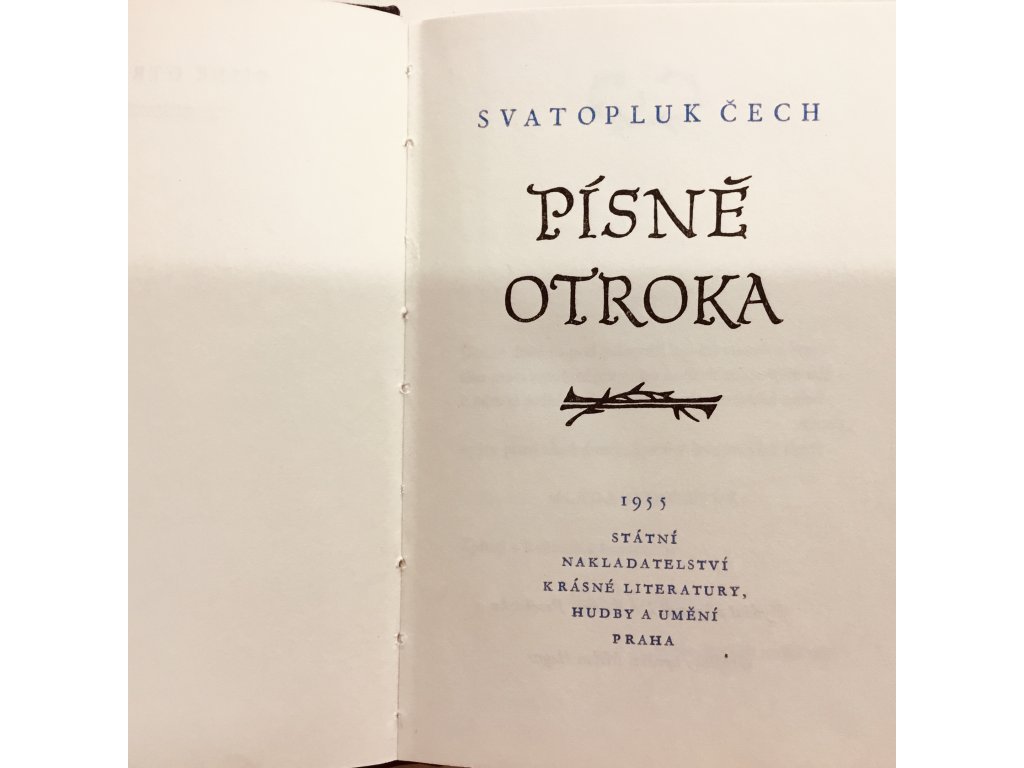 SVATOPLUK ČECH
PÍSNĚ
OTROKA
1955
STÁTNÍ
NAKLADATELSTVÍ
KRÁSNÉ LITERATURY,
HUDBY A UMĚNÍ
PRAHA